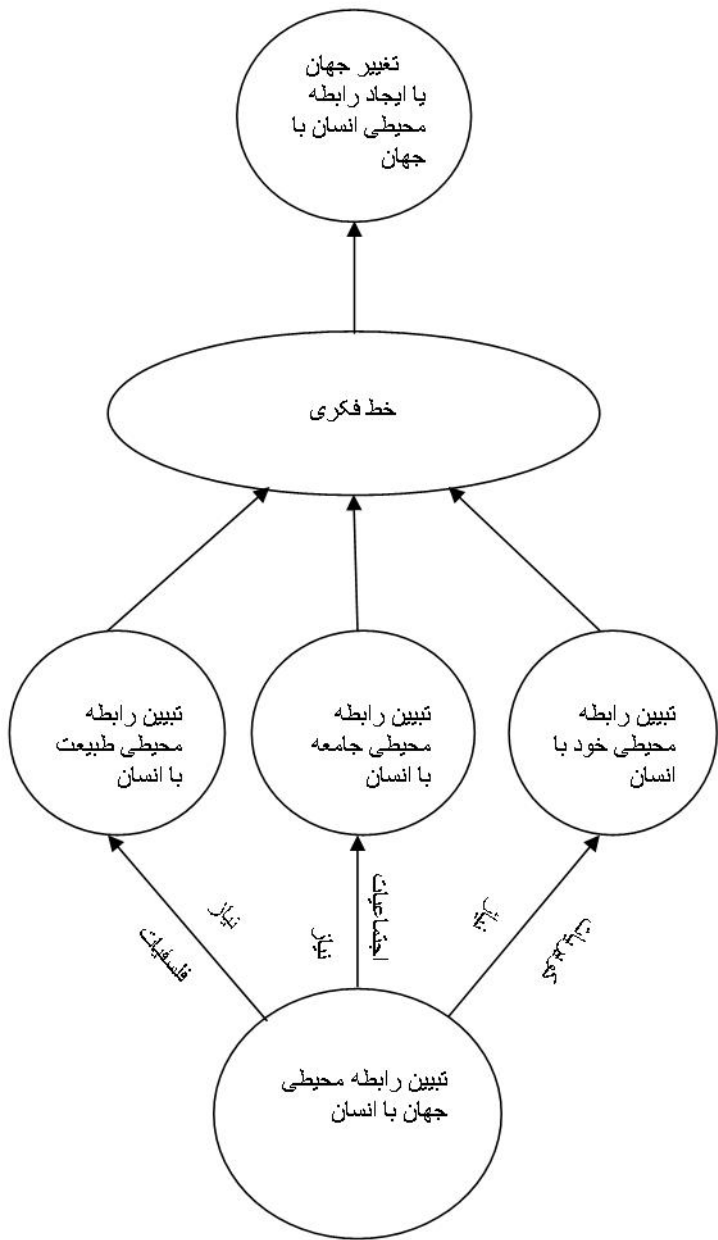 تغییر جهان
یا ایجاد رابطه
محیطی انسان با
جهان
خط فکری
تبیین رابطه
محیطی خود با
انسان
تبیین رابطه
محیطی جامعه
با انسان
تبیین رابطه
محیطی طبیعت
با انسان
کویریات
نیاز
اجتماعیات
نیاز
نیاز
فلسفیات
تبیین رابطه محیطی
جهان با انسان